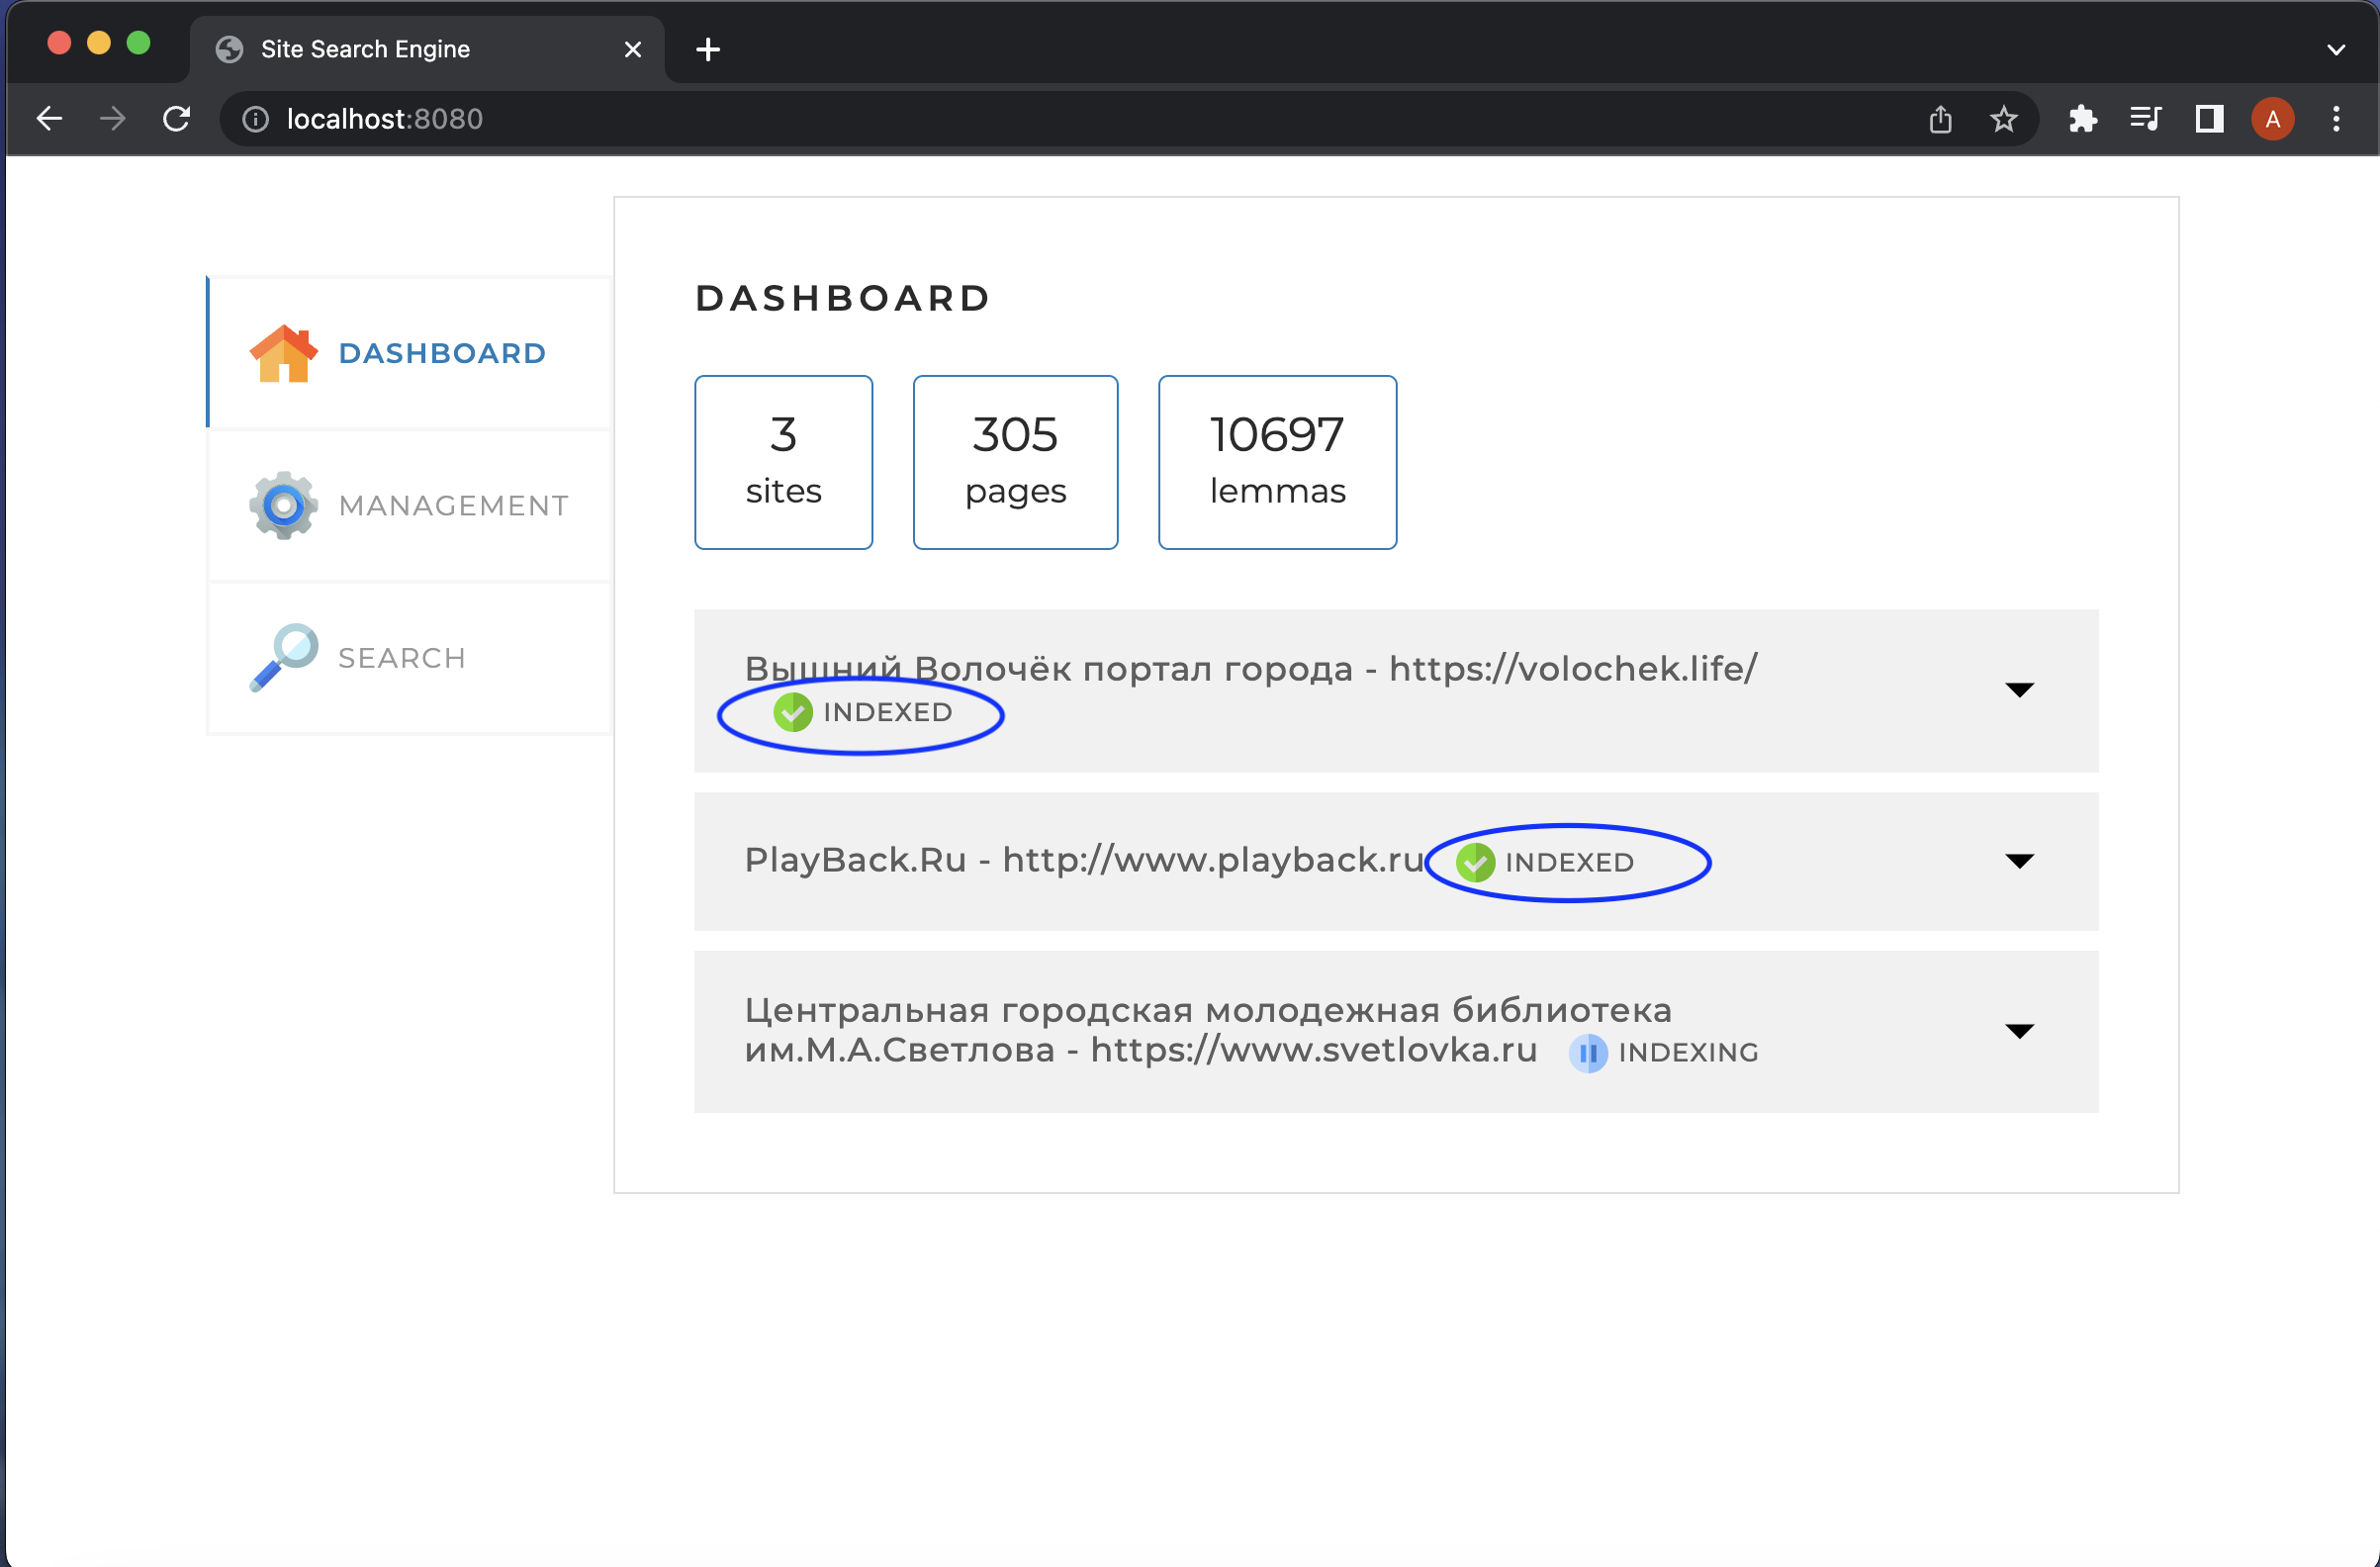 Site Search Engine
localhost:8080
A
DASHBOARD
MANAGEMENT
SEARCH
DASHBOARD
3
sites
305
pages
10697
lemmas
Вышний Волочёк портал города - https://volochek.life/
INDEXED
PlayBack.Ru - http://www.playback.ru INDEXED
Центральная городская молодежная библиотека
им.М.А.Светлова - https://www.svetlovka.ru INDEXING